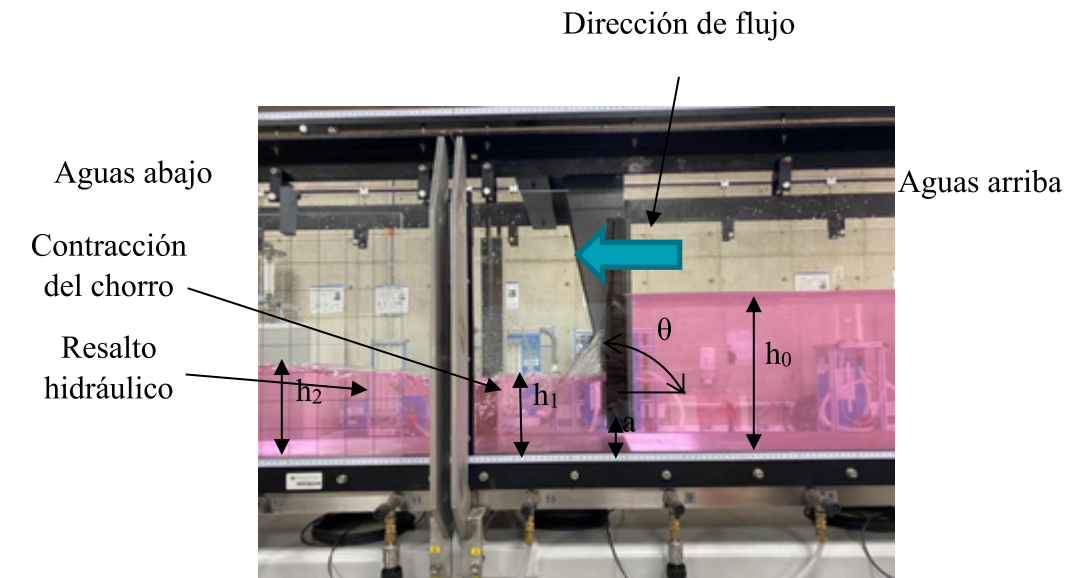 Dirección de flujo
Aguas abajo
Aguas arriba
Contracción
del chorro
Resalto
hidráulico
θ
h₀
h₁
h₂
a